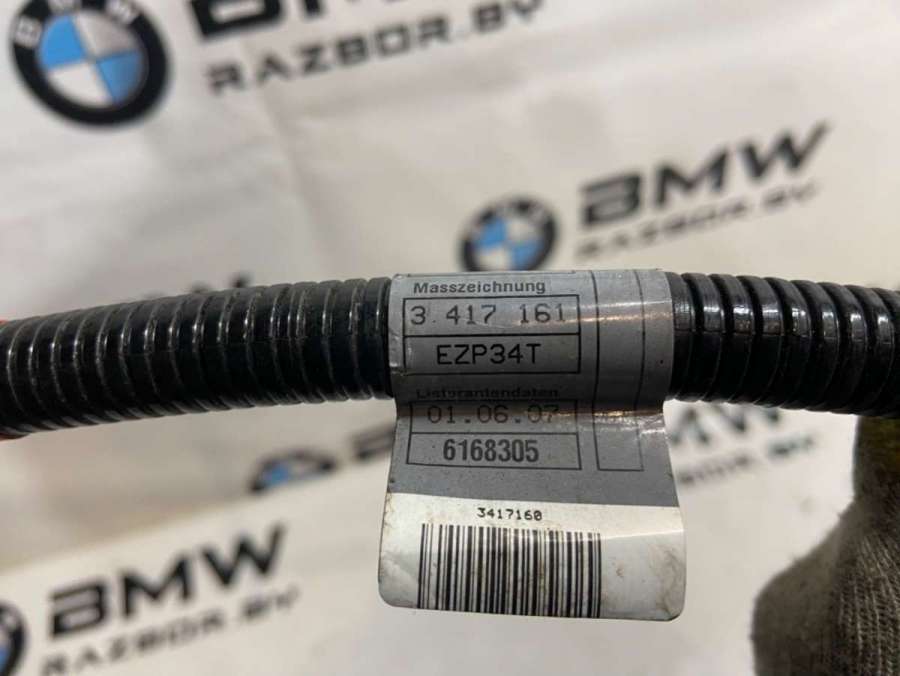 BMW
RAZBOR.BY
BMW
RAZBOR.BY
Masszeichnung
3 417 161
EZP34T
Lieferantendaten
01.06.07
6168305
3417160
BMW
RAZBOR.BY